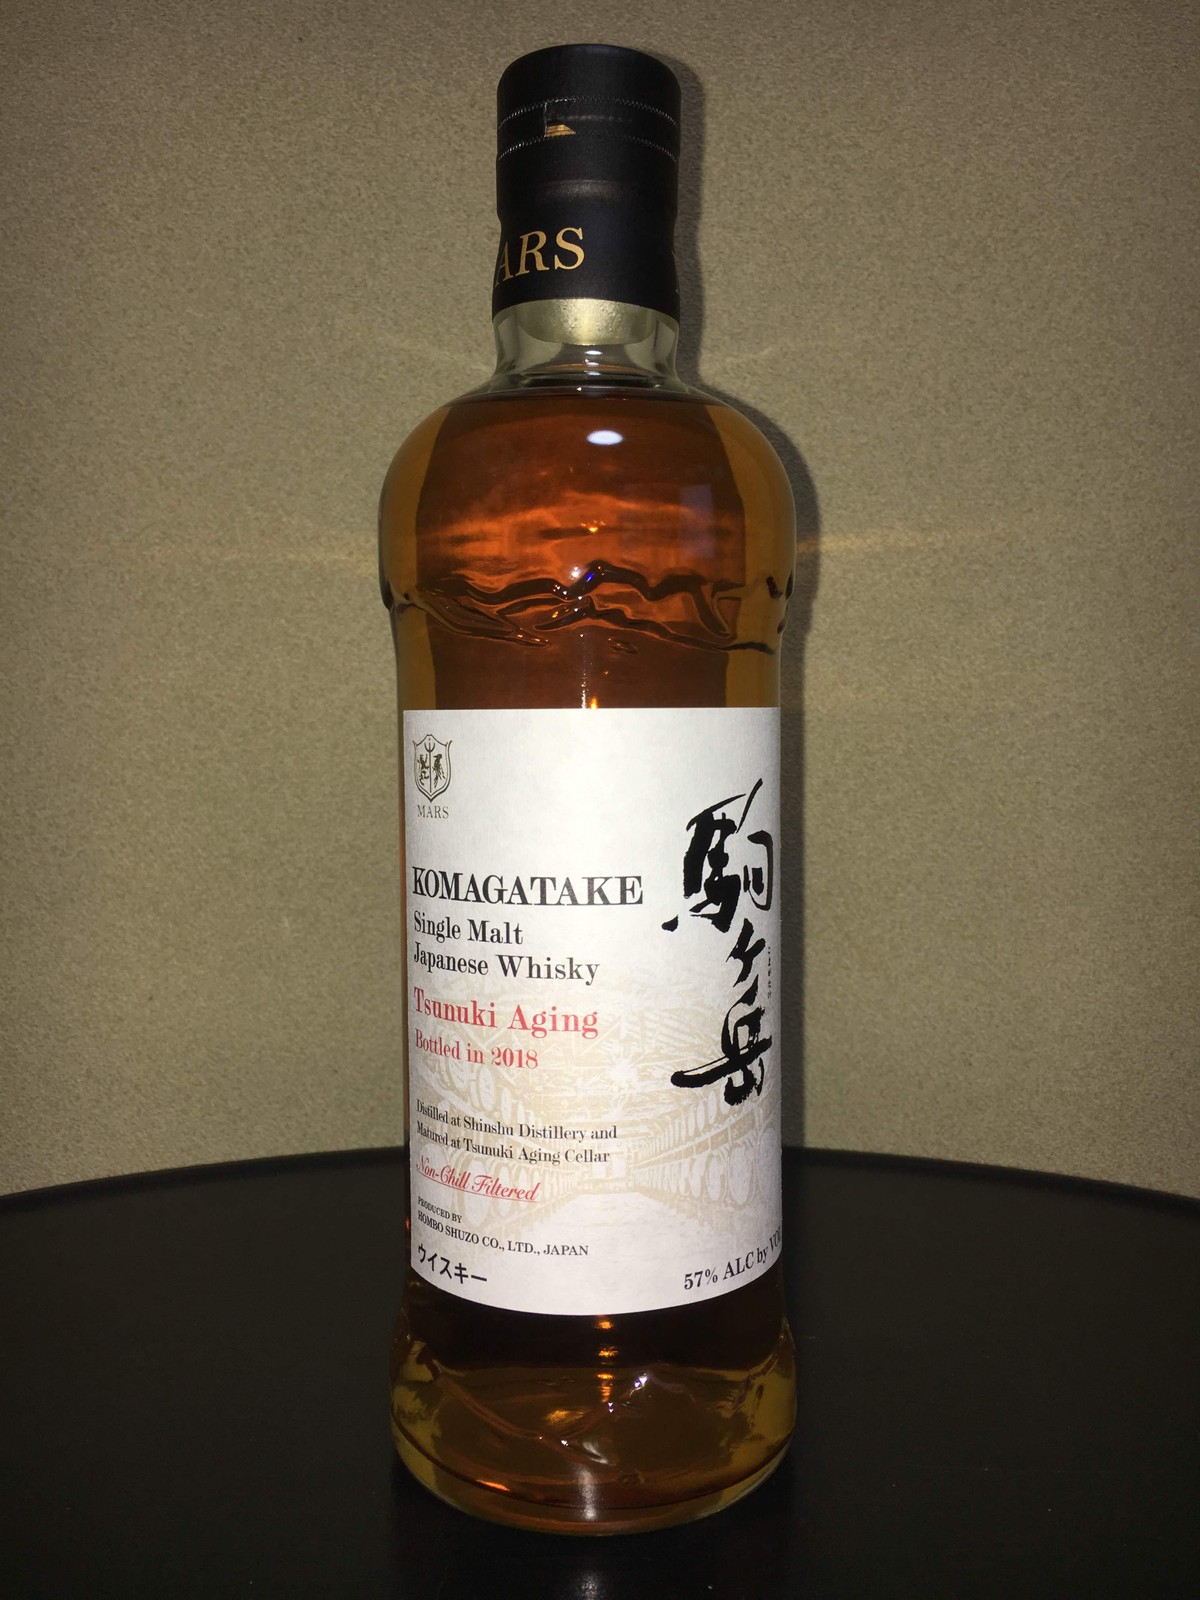 ARS
MARS
KOMAGATAKE
Single Malt
Japanese Whisky
Tsunuki Aging
Bottled in 2018
駒ヶ岳
Distilled at Shinshu Distillery and
Matured at Tsunuki Aging Cellar
Non-Chill Filtered
PRODUCED BY
HOMBO SHUZO CO., LTD., JAPAN
ウイスキー
57% ALC by VOL